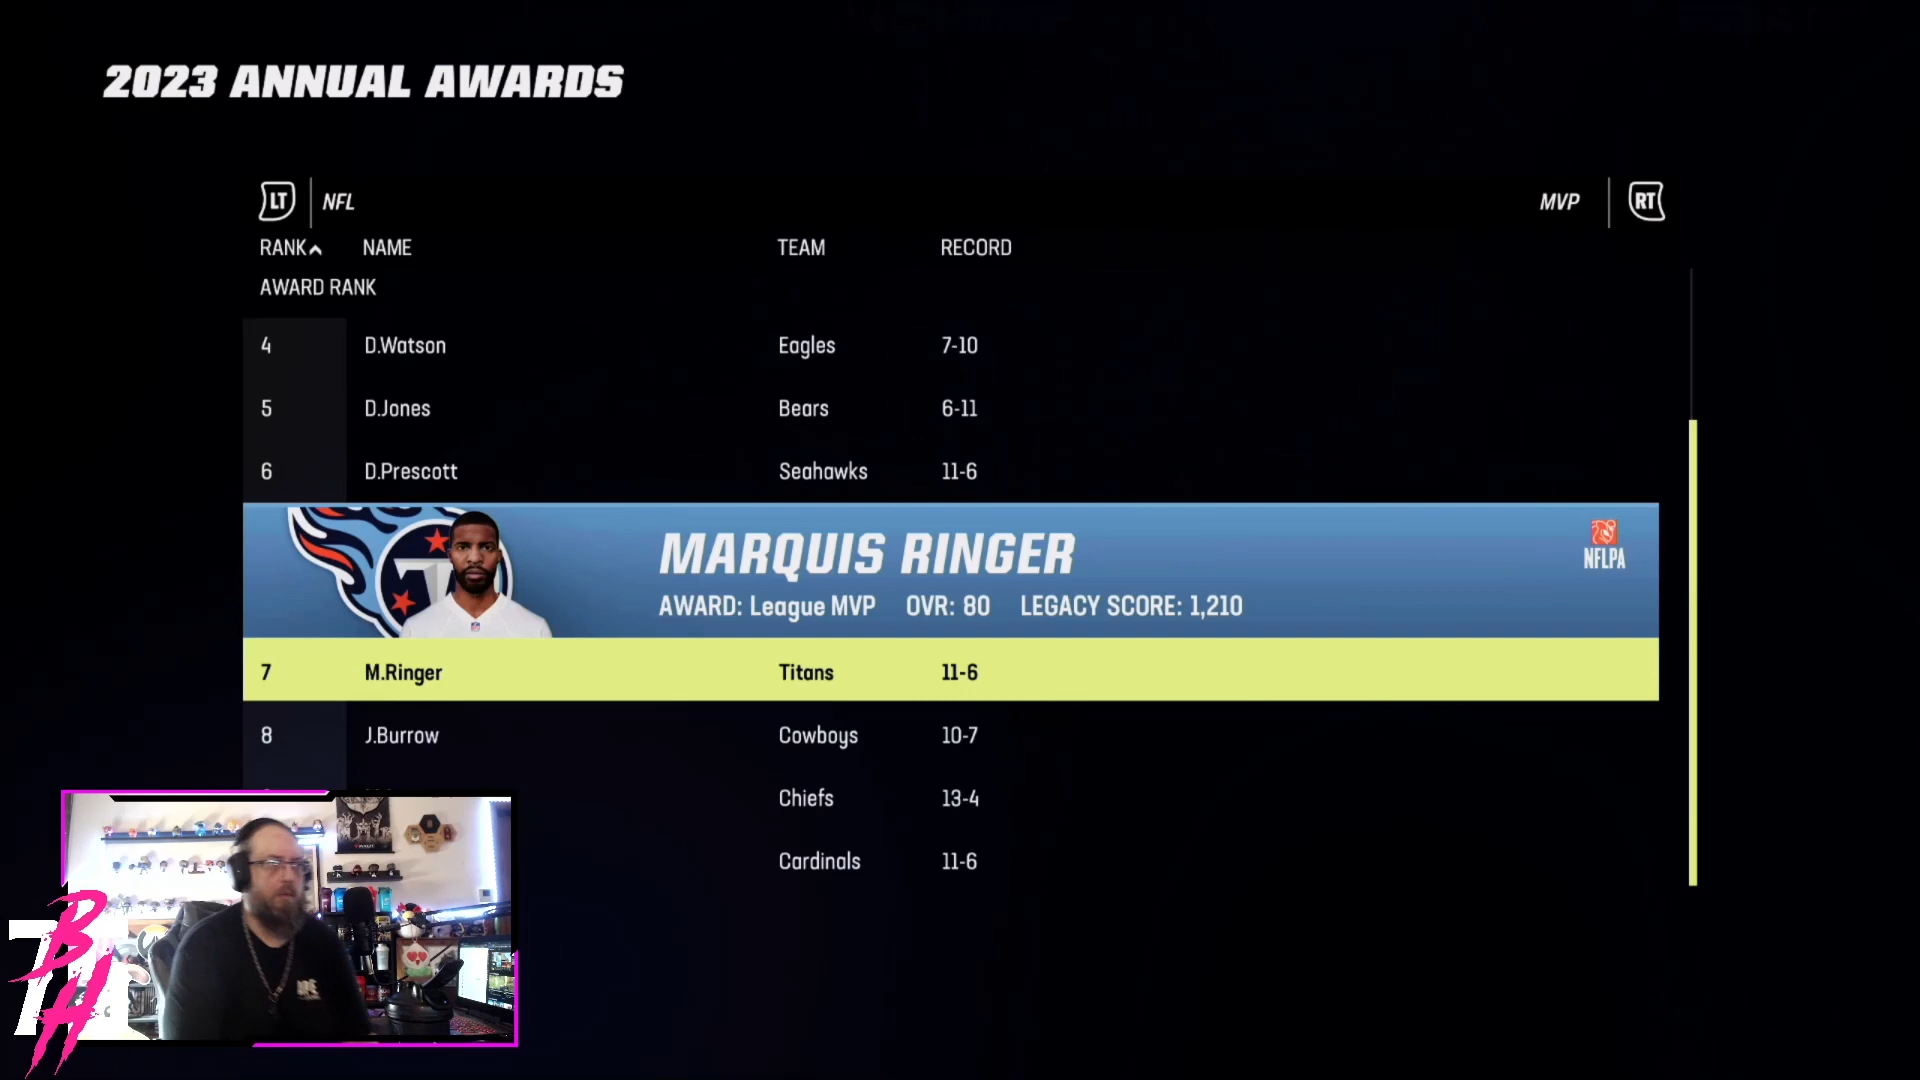 2023 ANNUAL AWARDS
LT NFL MVP RT
RANK NAME TEAM RECORD
AWARD RANK
4 D.Watson Eagles 7-10
5 D.Jones Bears 6-11
6 D.Prescott Seahawks 11-6
MARQUIS RINGER
AWARD: League MVP OVR: 80 LEGACY SCORE: 1,210
NFLPA
7 M.Ringer Titans 11-6
8 J.Burrow Cowboys 10-7
Chiefs 13-4
Cardinals 11-6
BH